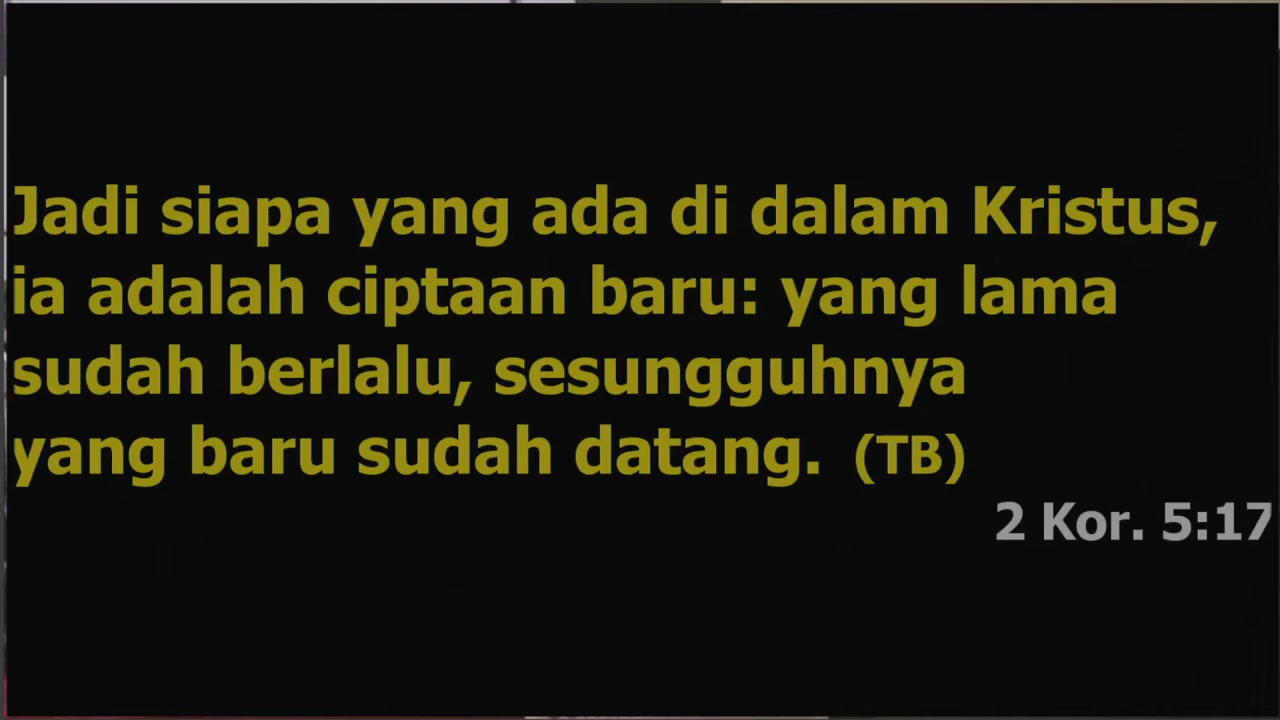 Jadi siapa yang ada di dalam Kristus,
ia adalah ciptaan baru: yang lama
sudah berlalu, sesungguhnya
yang baru sudah datang. (TB)
2 Kor. 5:17